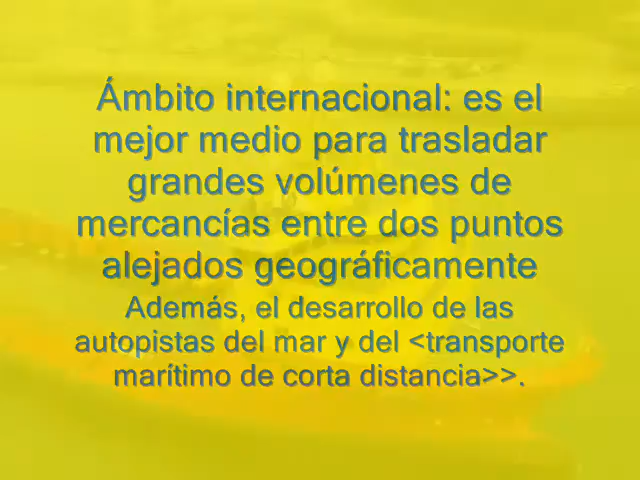 Ámbito internacional: es el
mejor medio para trasladar
grandes volúmenes de
mercancías entre dos puntos
alejados geográficamente
Además, el desarrollo de las
autopistas del mar y del <transporte
marítimo de corta distancia>>.